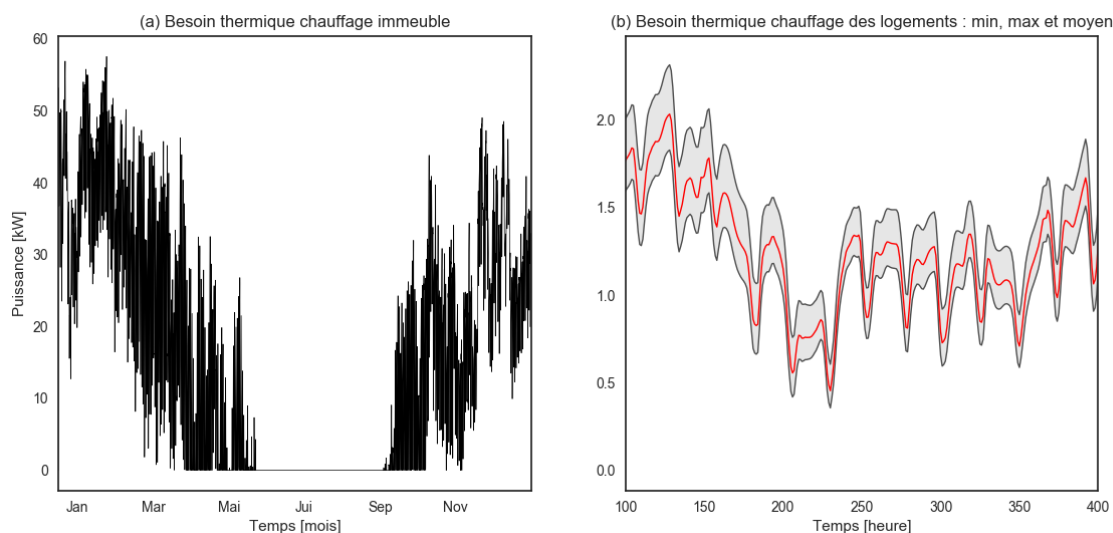 (a) Besoin thermique chauffage immeuble
Puissance [kW]
60
50
40
30
20
10
0
Jan Mar Mai Jui Sep Nov
Temps [mois]
(b) Besoin thermique chauffage des logements : min, max et moyen
2.0
1.5
1.0
0.5
0.0
100 150 200 250 300 350 400
Temps [heure]